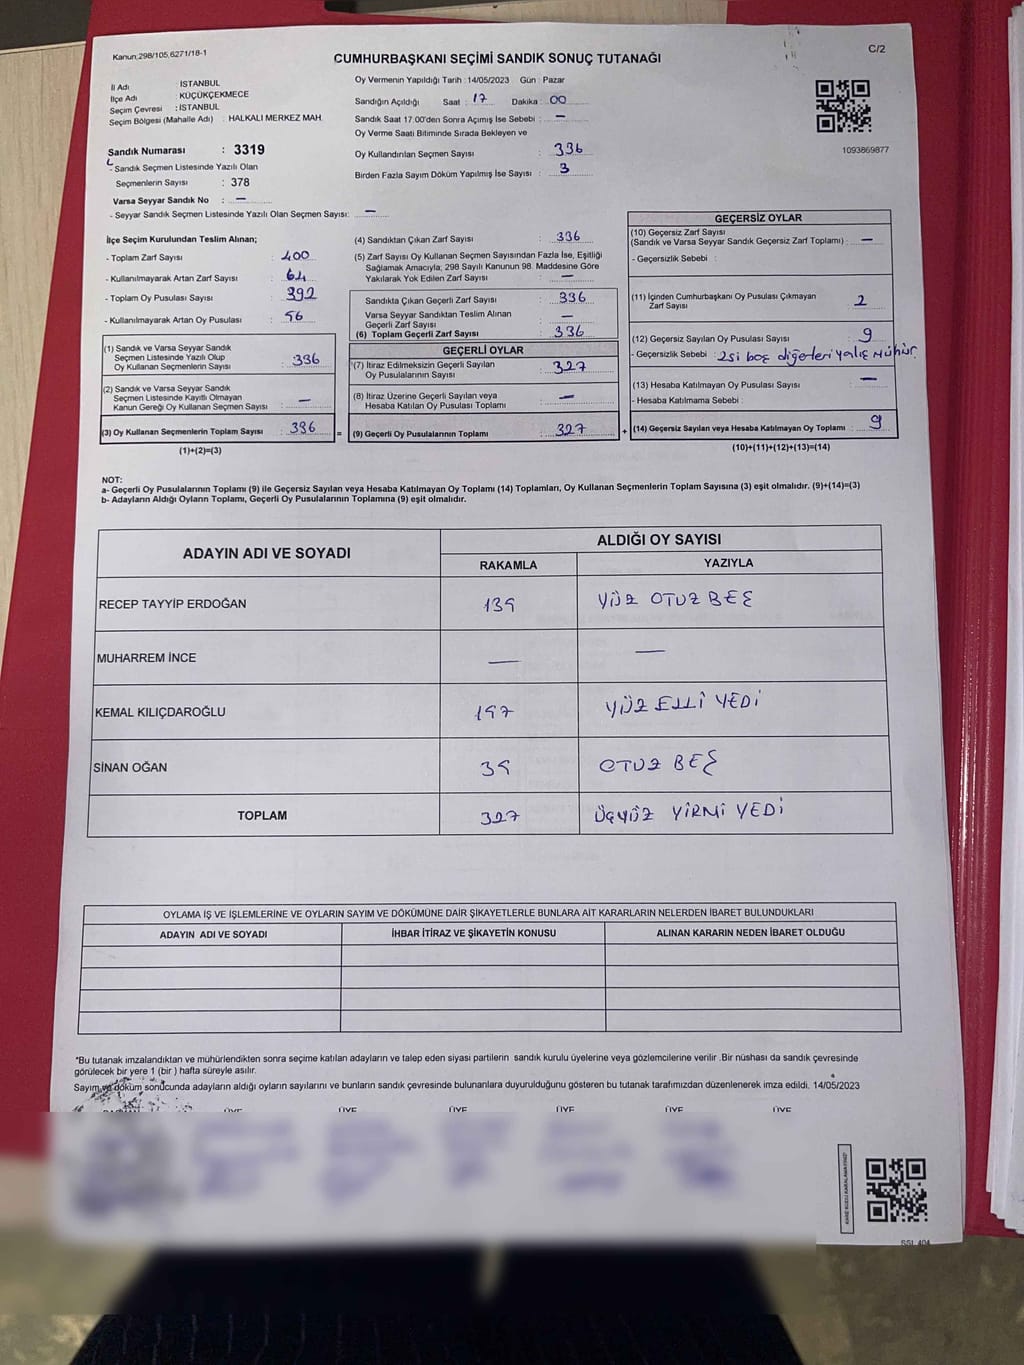 Kanun:298/105,6271/18-1
C/2
CUMHURBAŞKANI SEÇİMİ SANDIK SONUÇ TUTANAĞI
İl Adı : İSTANBUL
İlçe Adı : KÜÇÜKÇEKMECE
Seçim Çevresi : İSTANBUL
Seçim Bölgesi (Mahalle Adı) : HALKALI MERKEZ MAH.
Oy Vermenin Yapıldığı Tarih : 14/05/2023 Gün : Pazar
Sandığın Açıldığı Saat : 17 Dakika : 00
Sandık Saat 17:00'den Sonra Açımış İse Sebebi : —
Oy Verme Saati Bitiminde Sırada Bekleyen ve
Oy Kullandırılan Seçmen Sayısı : 336
Birden Fazla Sayım Döküm Yapılmış İse Sayısı : 3
1093869877
Sandık Numarası : 3319
- Sandık Seçmen Listesinde Yazılı Olan
Seçmenlerin Sayısı : 378
Varsa Seyyar Sandık No : —
- Seyyar Sandık Seçmen Listesinde Yazılı Olan Seçmen Sayısı: —
İlçe Seçim Kurulundan Teslim Alınan;
- Toplam Zarf Sayısı : 400
- Kullanılmayarak Artan Zarf Sayısı : 64
- Toplam Oy Pusulası Sayısı : 392
- Kullanılmayarak Artan Oy Pusulası : 56
(1) Sandık ve Varsa Seyyar Sandık
Seçmen Listesinde Yazılı Olup
Oy Kullanan Seçmenlerin Sayısı : 336
(2) Sandık ve Varsa Seyyar Sandık
Seçmen Listesinde Kayıtlı Olmayan
Kanun Gereği Oy Kullanan Seçmen Sayısı : —
(3) Oy Kullanan Seçmenlerin Toplam Sayısı : 336
(1)+(2)=(3)
(4) Sandıktan Çıkan Zarf Sayısı : 336
(5) Zarf Sayısı Oy Kullanan Seçmen Sayısından Fazla İse, Eşitliği
Sağlamak Amacıyla; 298 Sayılı Kanunun 98. Maddesine Göre
Yakılarak Yok Edilen Zarf Sayısı : —
Sandıkta Çıkan Geçerli Zarf Sayısı : 336
Varsa Seyyar Sandıktan Teslim Alınan
Geçerli Zarf Sayısı : —
(6) Toplam Geçerli Zarf Sayısı : 336
GEÇERLİ OYLAR
(7) İtiraz Edilmeksizin Geçerli Sayılan
Oy Pusulalarının Sayısı : 327
(8) İtiraz Üzerine Geçerli Sayılan veya
Hesaba Katılan Oy Pusulası Toplamı : —
= (9) Geçerli Oy Pusulalarının Toplamı : 327 +
GEÇERSİZ OYLAR
(10) Geçersiz Zarf Sayısı
(Sandık ve Varsa Seyyar Sandık Geçersiz Zarf Toplamı) : —
- Geçersizlik Sebebi :
(11) İçinden Cumhurbaşkanı Oy Pusulası Çıkmayan
Zarf Sayısı : 2
(12) Geçersiz Sayılan Oy Pusulası Sayısı : 9
- Geçersizlik Sebebi : 2si boş diğerleri yalış mühür.
(13) Hesaba Katılmayan Oy Pusulası Sayısı : —
- Hesaba Katılmama Sebebi :
(14) Geçersiz Sayılan veya Hesaba Katılmayan Oy Toplamı : 9
(10)+(11)+(12)+(13)=(14)
NOT:
a- Geçerli Oy Pusulalarının Toplamı (9) ile Geçersiz Sayılan veya Hesaba Katılmayan Oy Toplamı (14) Toplamları, Oy Kullanan Seçmenlerin Toplam Sayısına (3) eşit olmalıdır. (9)+(14)=(3)
b- Adayların Aldığı Oyların Toplamı, Geçerli Oy Pusulalarının Toplamına (9) eşit olmalıdır.
ADAYIN ADI VE SOYADI
ALDIĞI OY SAYISI
RAKAMLA YAZIYLA
RECEP TAYYİP ERDOĞAN 135 YÜZ OTUZ BEŞ
MUHARREM İNCE — —
KEMAL KILIÇDAROĞLU 157 YÜZ ELLİ YEDİ
SİNAN OĞAN 35 OTUZ BEŞ
TOPLAM 327 ÜÇYÜZ YİRMİ YEDİ
OYLAMA İŞ VE İŞLEMLERİNE VE OYLARIN SAYIM VE DÖKÜMÜNE DAİR ŞİKAYETLERLE BUNLARA AİT KARARLARIN NELERDEN İBARET BULUNDUKLARI
ADAYIN ADI VE SOYADI İHBAR İTİRAZ VE ŞİKAYETİN KONUSU ALINAN KARARIN NEDEN İBARET OLDUĞU
*Bu tutanak imzalandıktan ve mühürlendikten sonra seçime katılan adayların ve talep eden siyasi partilerin sandık kurulu üyelerine veya gözlemcilerine verilir .Bir nüshası da sandık çevresinde
görülecek bir yere 1 (bir ) hafta süreyle asılır.
Sayım ve döküm sonucunda adayların aldığı oyların sayılarını ve bunların sandık çevresinde bulunanlara duyurulduğunu gösteren bu tutanak tarafımızdan düzenlenerek imza edildi. 14/05/2023
ÜYE ÜYE ÜYE ÜYE ÜYE ÜYE